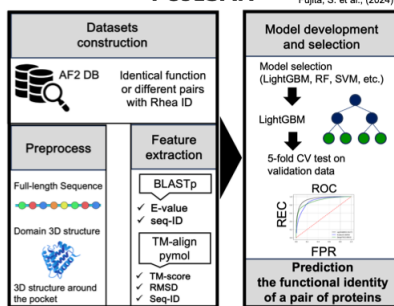 Fujita, S. et al., (2024)
Datasets
construction
AF2 DB
Identical function
or different pairs
with Rhea ID
Preprocess
Full-length Sequence
Domain 3D structure
3D structure around
the pocket
Feature
extraction
BLASTp
✓ E-value
✓ seq-ID
TM-align
pymol
✓ TM-score
✓ RMSD
✓ Seq-ID
Model development
and selection
Model selection
(LightGBM, RF, SVM, etc.)
LightGBM
5-fold CV test on
validation data
ROC
REC
FPR
Prediction
the functional identity
of a pair of proteins